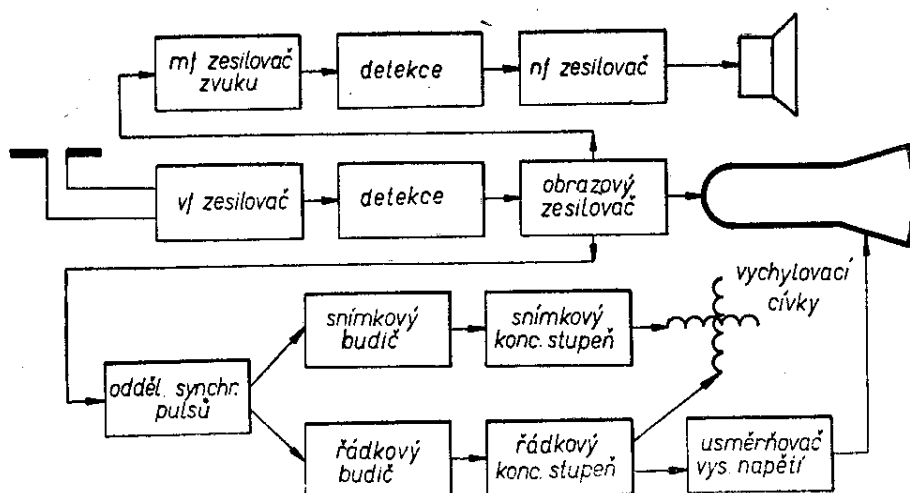 mf zesilovač
zvuku
detekce
nf zesilovač
vf zesilovač
detekce
obrazový
zesilovač
vychylovací
cívky
snímkový
budič
snímkový
konc. stupeň
odděl. synchr.
pulsů
řádkový
budič
řádkový
konc. stupeň
usměrňovač
vys. napětí